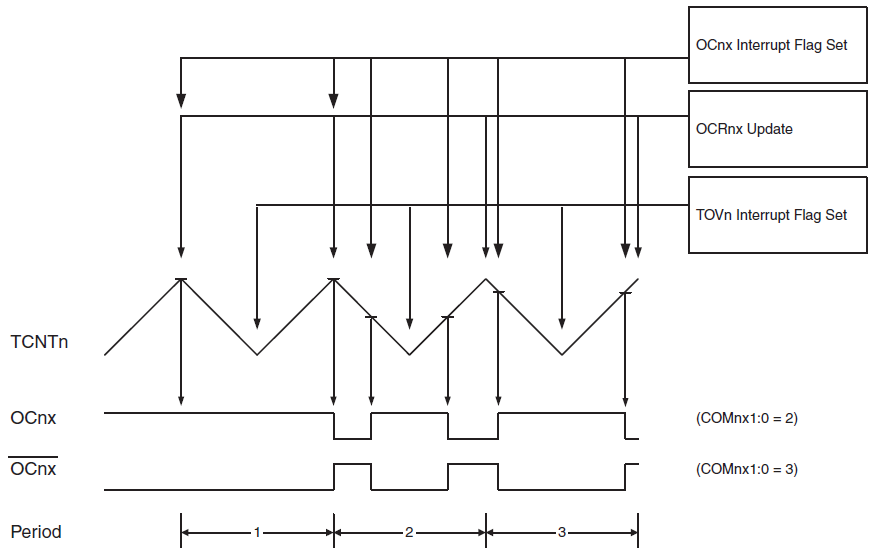 OCnx Interrupt Flag Set
OCRnx Update
TOVn Interrupt Flag Set
TCNTn
OCnx
(COMnx1:0 = 2)
OCnx
(COMnx1:0 = 3)
Period
1
2
3